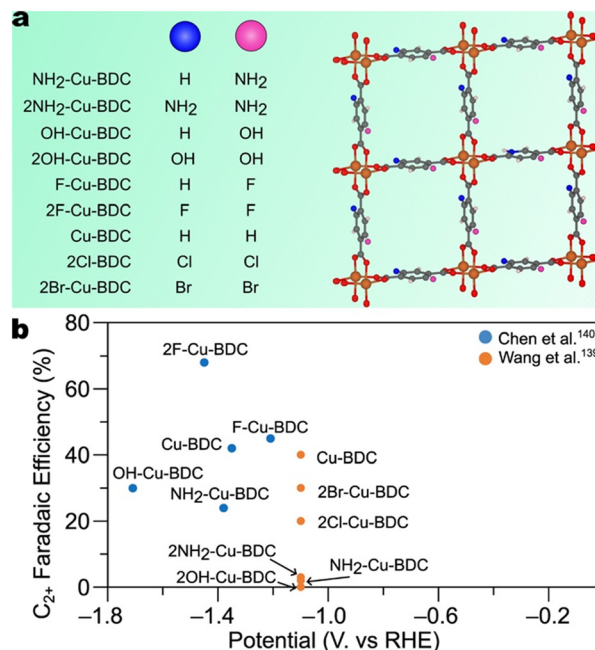 a
NH₂-Cu-BDC H NH₂
2NH₂-Cu-BDC NH₂ NH₂
OH-Cu-BDC H OH
2OH-Cu-BDC OH OH
F-Cu-BDC H F
2F-Cu-BDC F F
Cu-BDC H H
2Cl-Cu-BDC Cl Cl
2Br-Cu-BDC Br Br
b
C₂₊ Faradaic Efficiency (%)
80
60
40
20
0
Chen et al.¹⁴⁰
Wang et al.¹³⁹
2F-Cu-BDC
F-Cu-BDC
Cu-BDC
Cu-BDC
OH-Cu-BDC
NH₂-Cu-BDC
2Br-Cu-BDC
2Cl-Cu-BDC
2NH₂-Cu-BDC
NH₂-Cu-BDC
2OH-Cu-BDC
−1.8 −1.4 −1.0 −0.6 −0.2
Potential (V. vs RHE)